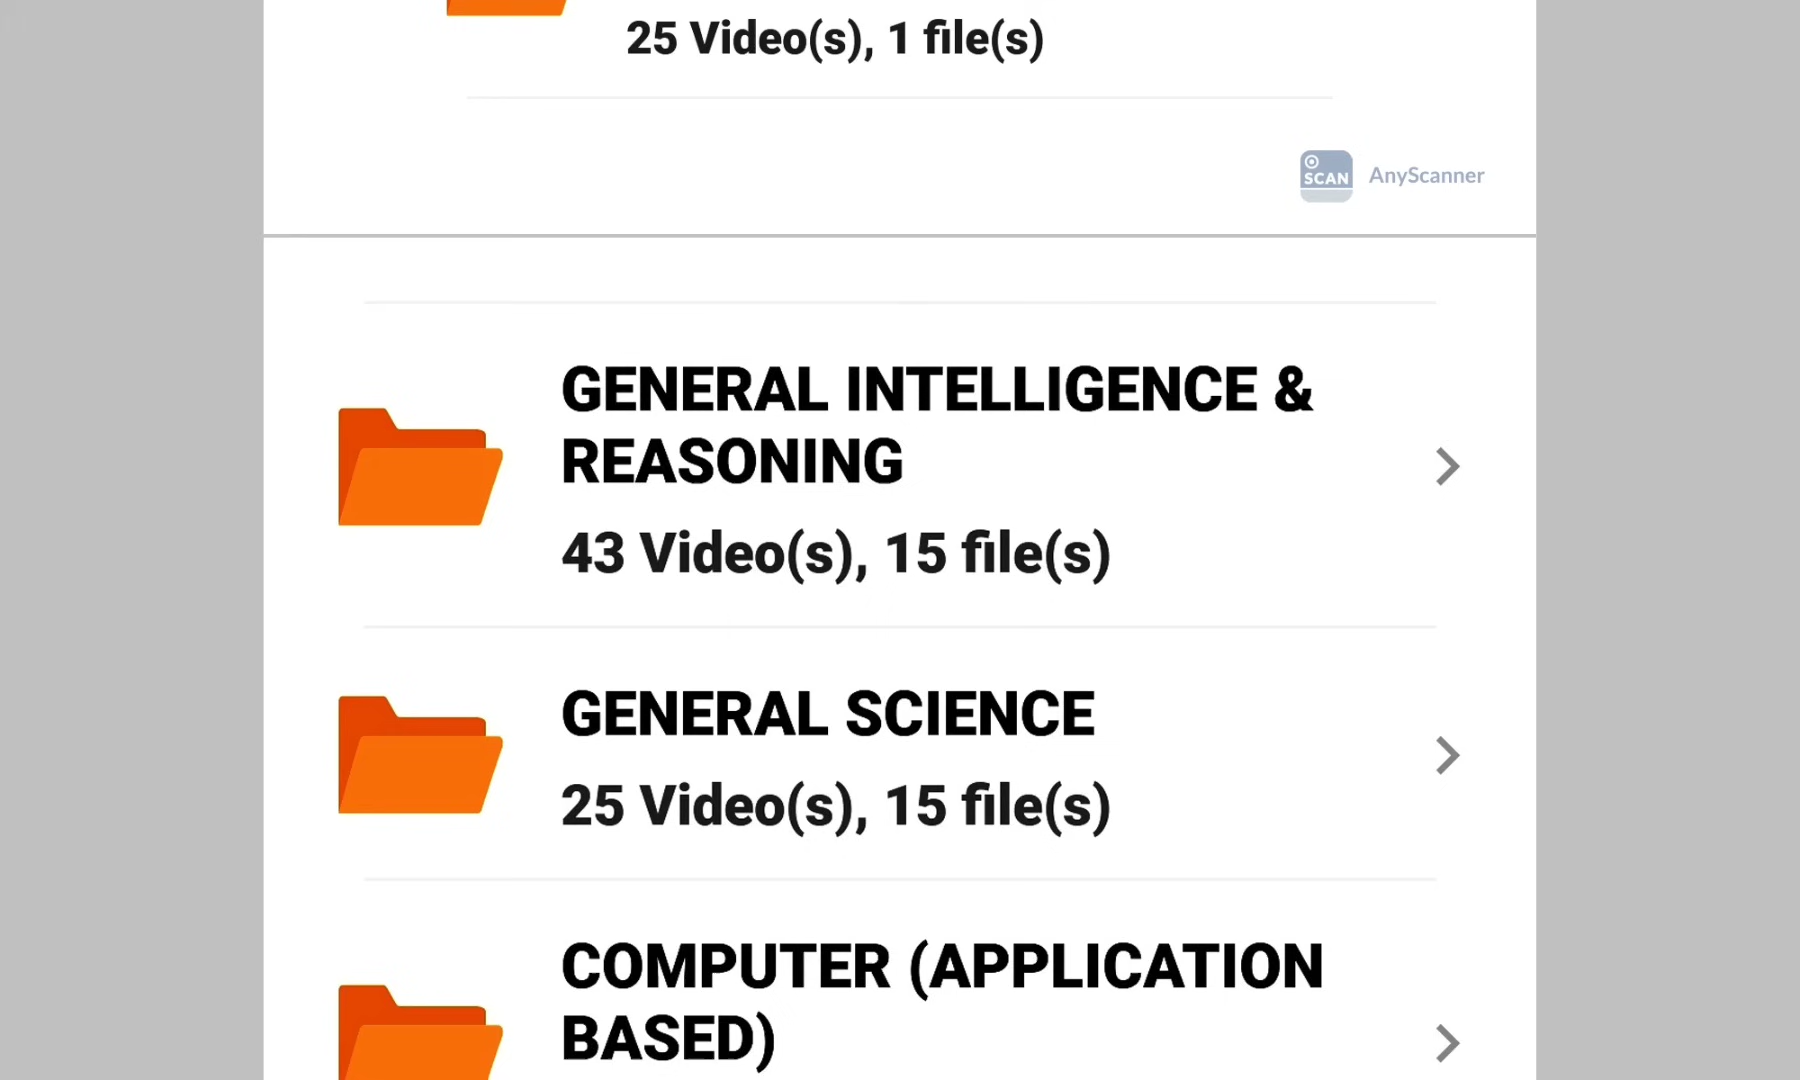 25 Video(s), 1 file(s)
SCAN
AnyScanner
GENERAL INTELLIGENCE &
REASONING
43 Video(s), 15 file(s)
GENERAL SCIENCE
25 Video(s), 15 file(s)
COMPUTER (APPLICATION
BASED)